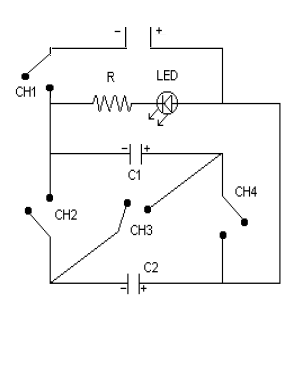 - +
R LED
CH1
- +
C1
CH4
CH2
CH3
C2
- +